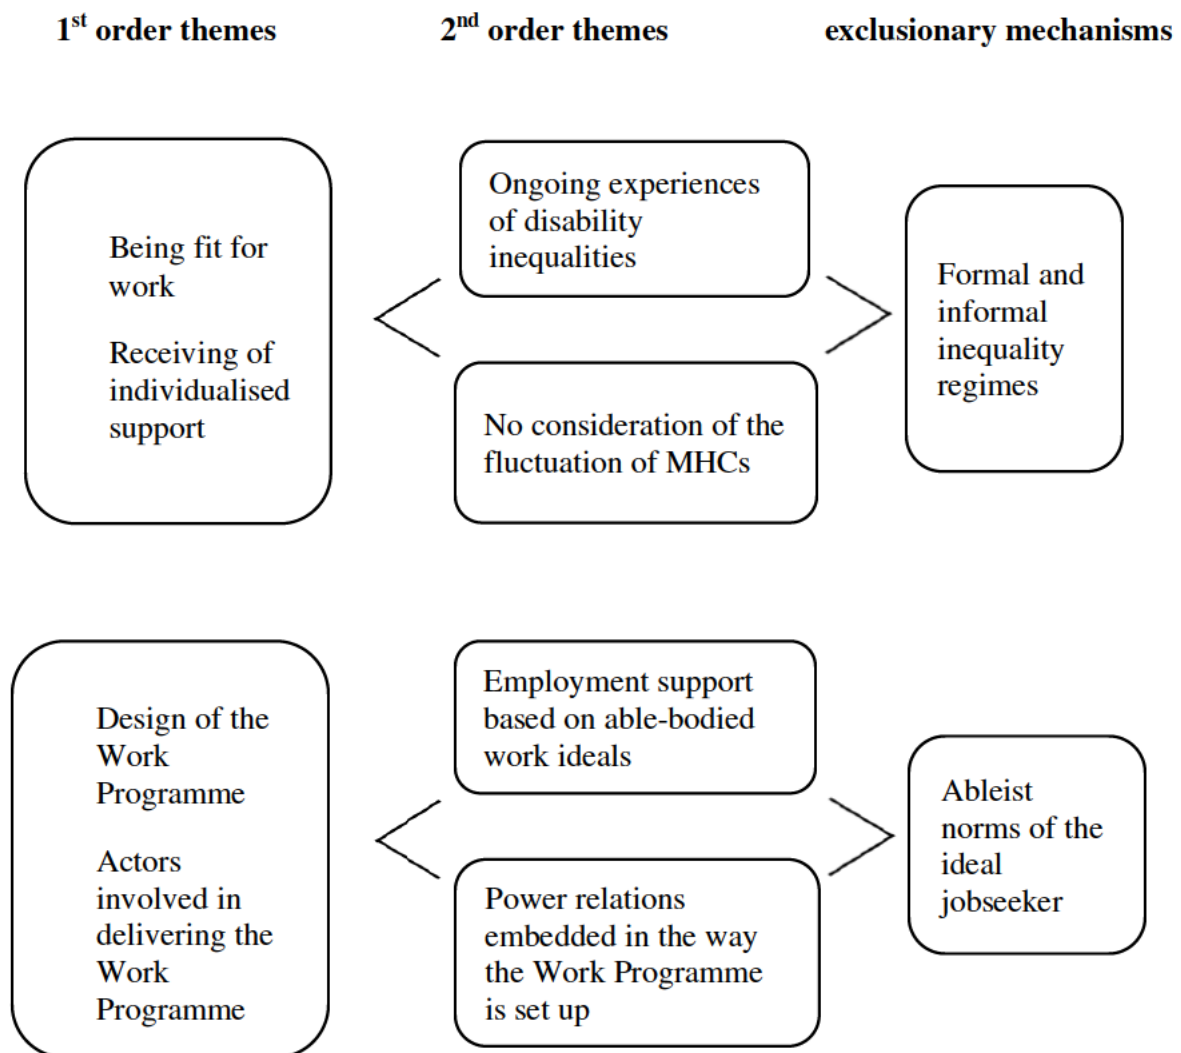 1st order themes
2nd order themes
exclusionary mechanisms
Being fit for
work
Receiving of
individualised
support
Ongoing experiences
of disability
inequalities
No consideration of the
fluctuation of MHCs
Formal and
informal
inequality
regimes
Design of the
Work
Programme
Actors
involved in
delivering the
Work
Programme
Employment support
based on able-bodied
work ideals
Power relations
embedded in the way
the Work Programme
is set up
Ableist
norms of the
ideal
jobseeker